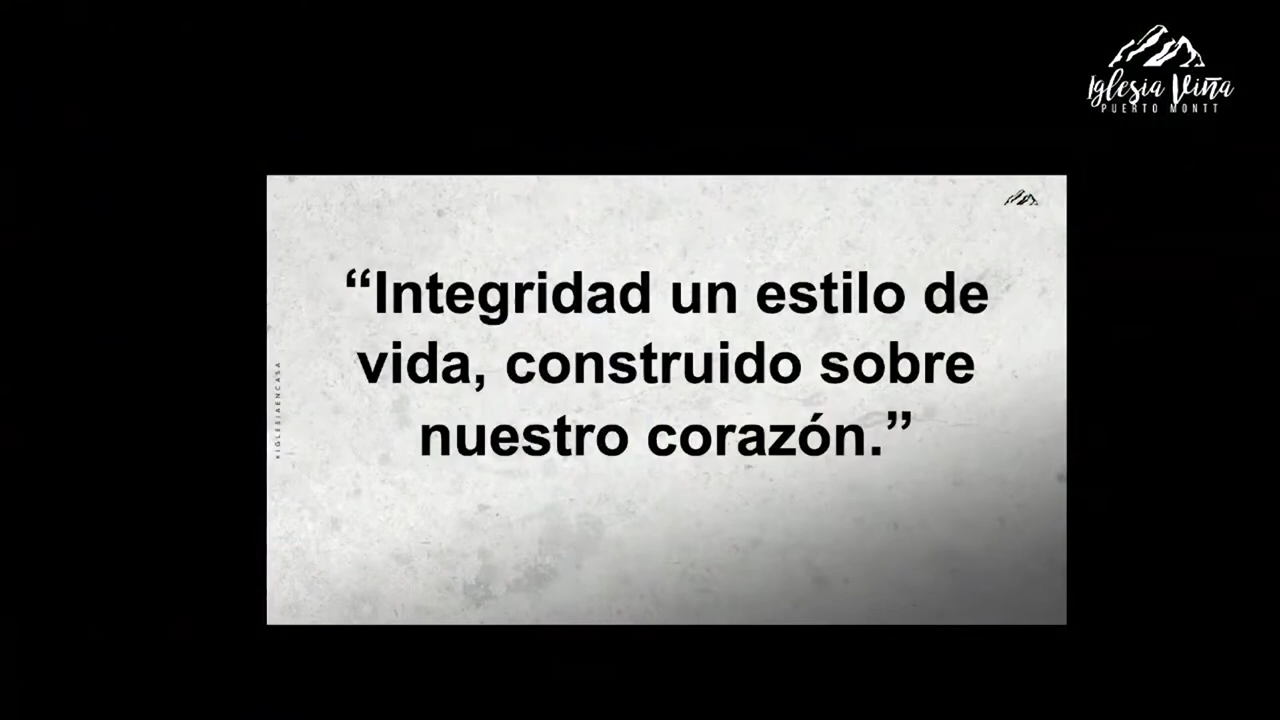 Iglesia Viña
PUERTO MONTT
“Integridad un estilo de
vida, construido sobre
nuestro corazón.”
#IGLESIAENCASA